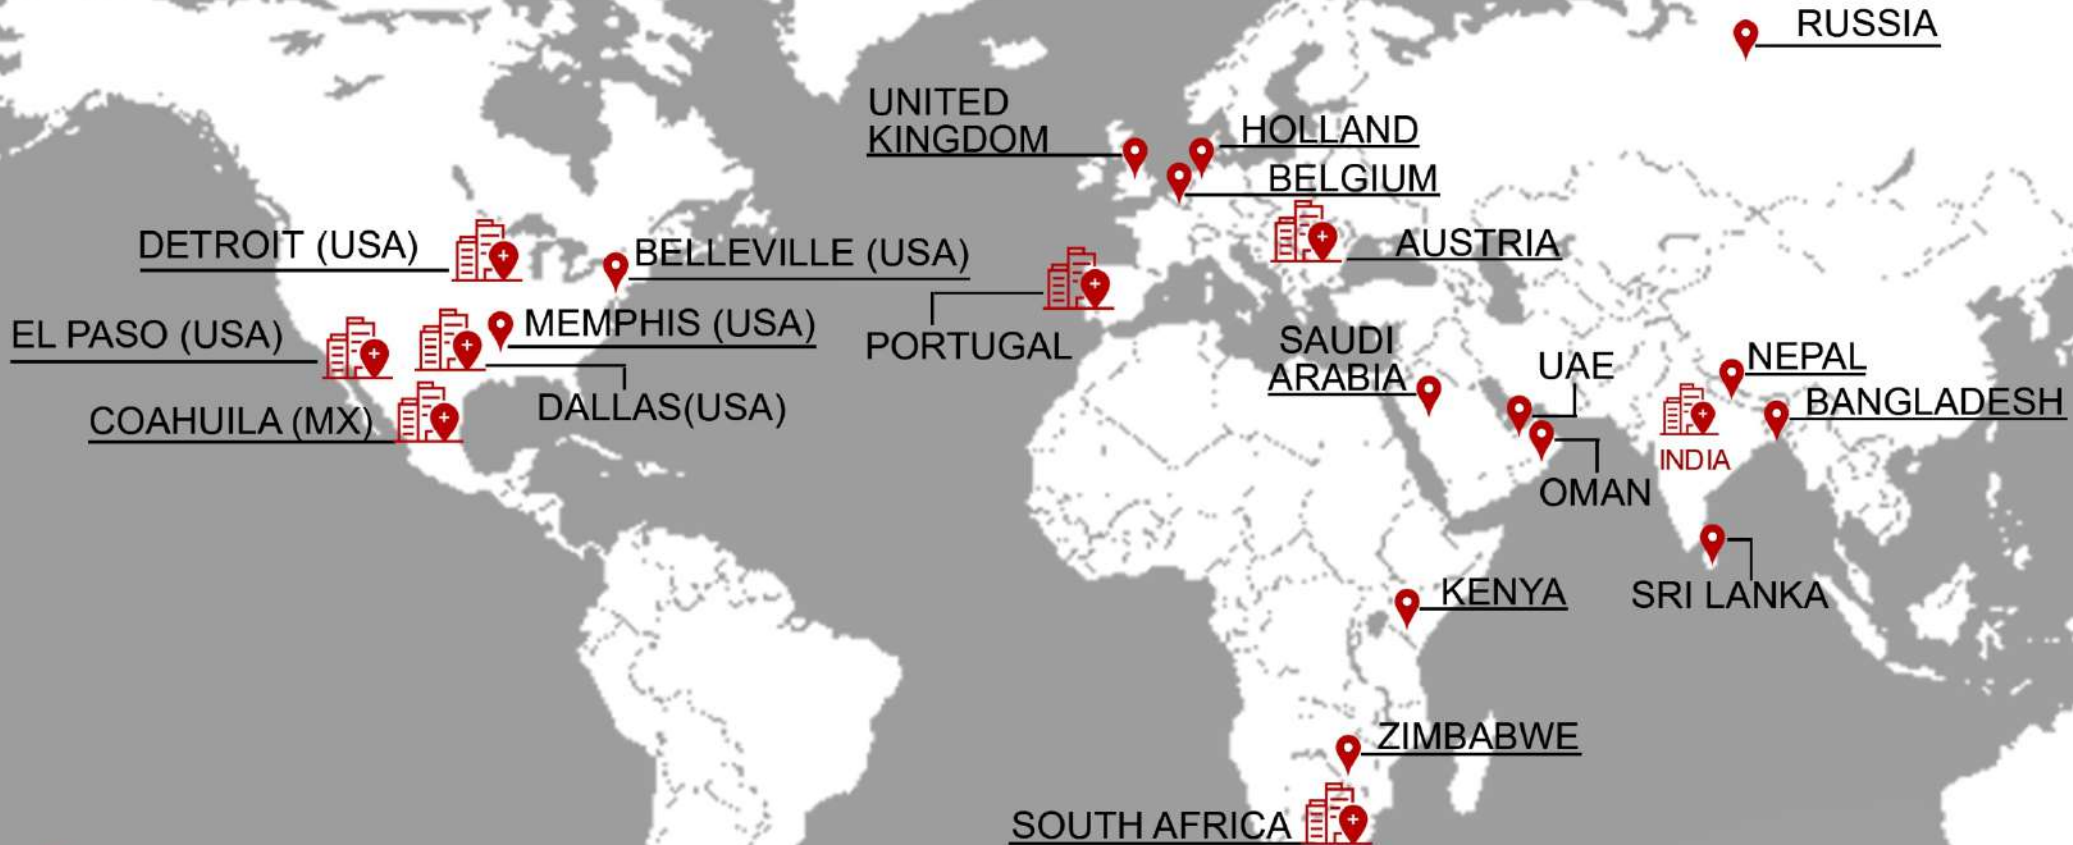 RUSSIA
UNITED
KINGDOM
HOLLAND
BELGIUM
DETROIT (USA)
BELLEVILLE (USA)
AUSTRIA
EL PASO (USA)
MEMPHIS (USA)
PORTUGAL
SAUDI
ARABIA
UAE
NEPAL
COAHUILA (MX)
DALLAS(USA)
BANGLADESH
INDIA
OMAN
KENYA
SRI LANKA
ZIMBABWE
SOUTH AFRICA